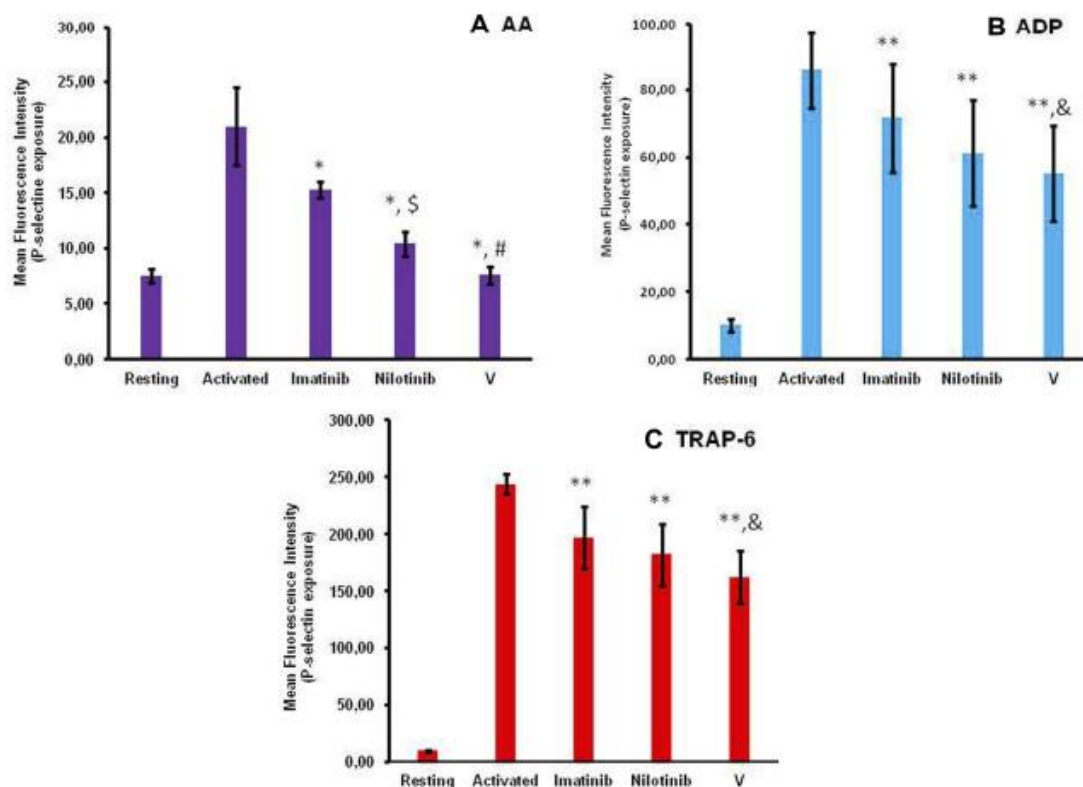 A AA
Mean Fluorescence Intensity
(P-selectine exposure)
30,00
25,00
20,00
15,00
10,00
5,00
0,00
*
*, $
*, #
Resting Activated Imatinib Nilotinib V
B ADP
Mean Fluorescence Intensity
(P-selectin exposure)
100,00
80,00
60,00
40,00
20,00
0,00
**
**
**,&
Resting Activated Imatinib Nilotinib V
C TRAP-6
Mean Fluorescence Intensity
(P-selectin exposure)
300,00
250,00
200,00
150,00
100,00
50,00
0,00
**
**
**,&
Resting Activated Imatinib Nilotinib V